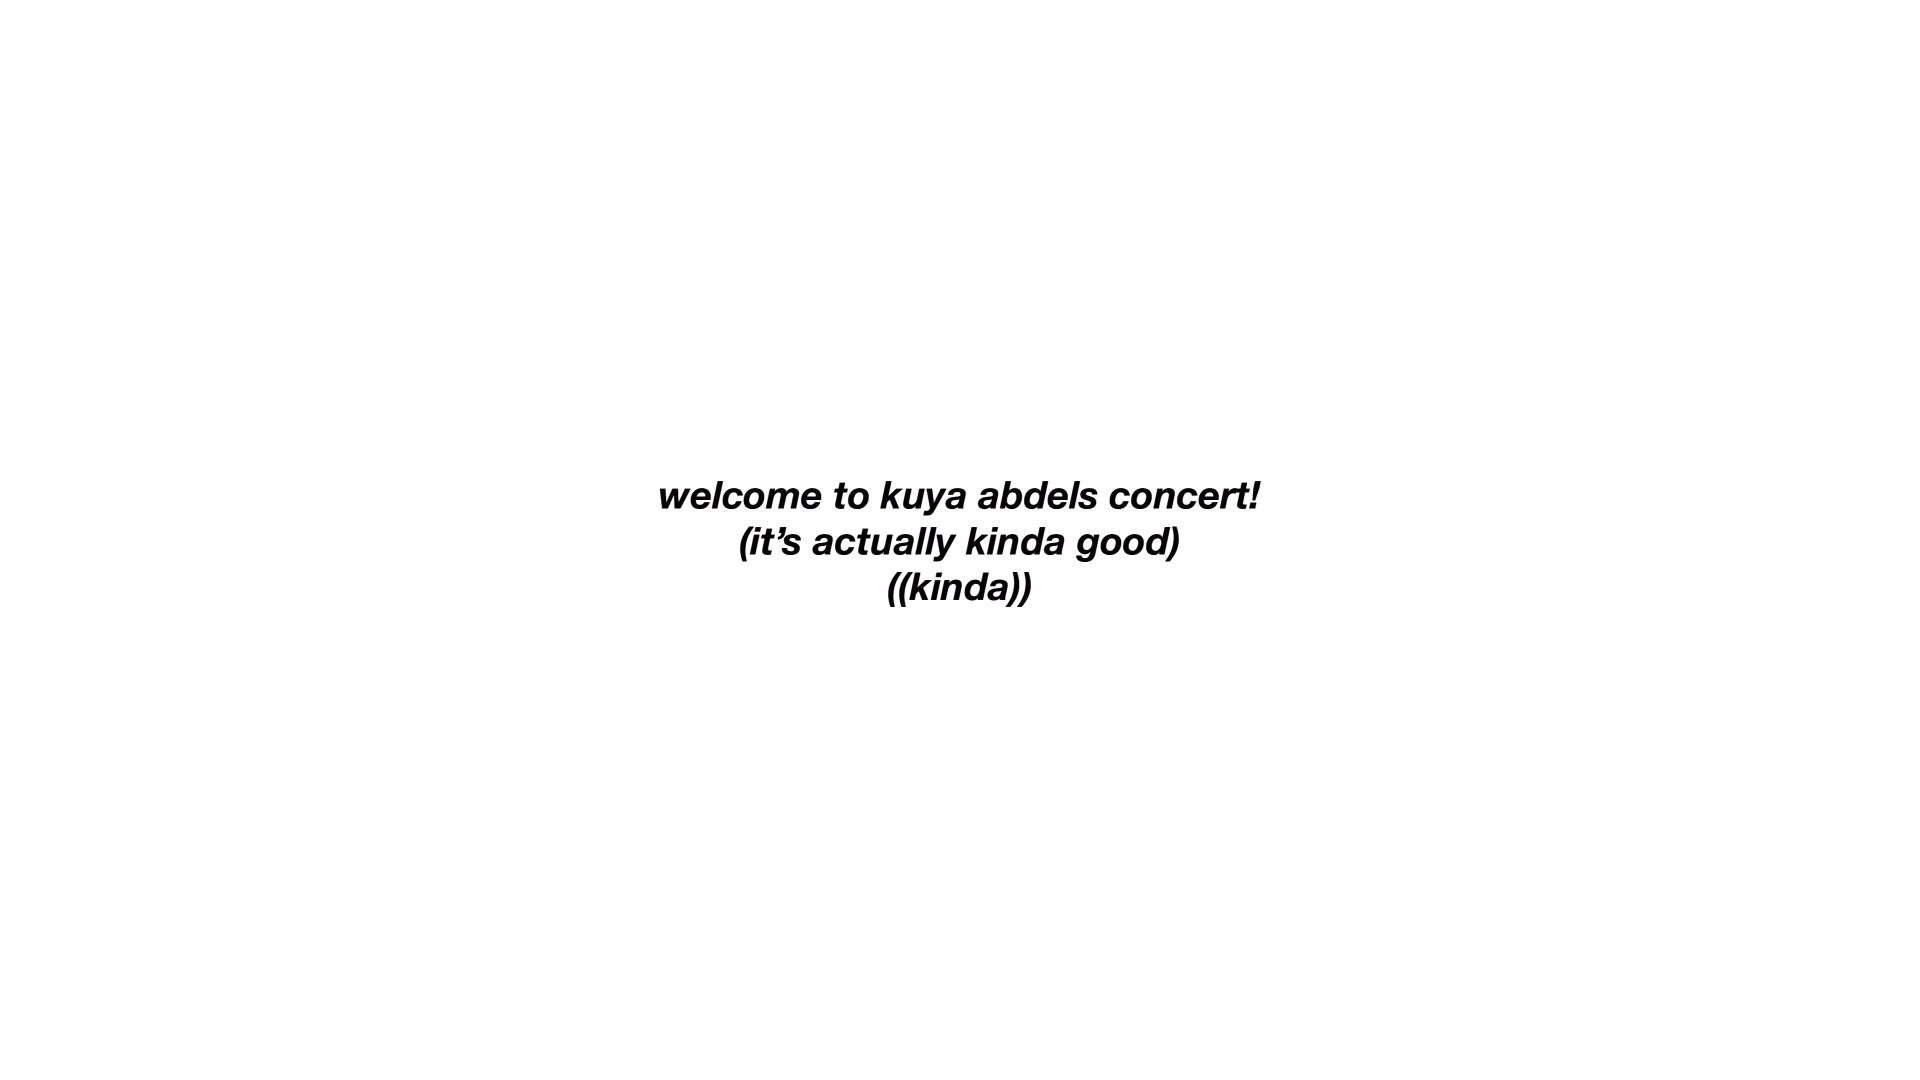 welcome to kuya abdels concert!
(it’s actually kinda good)
((kinda))